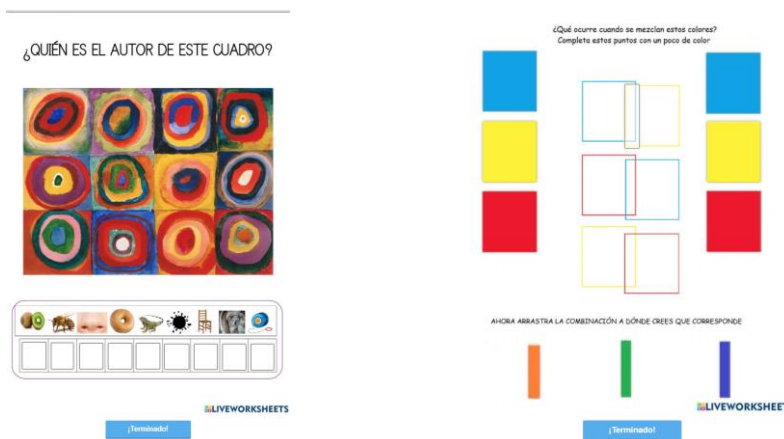 ¿QUIÉN ES EL AUTOR DE ESTE CUADRO?
LIVEWORKSHEETS
¡Terminado!
¿Qué ocurre cuando se mezclan estos colores?
Completa estos puntos con un poco de color
AHORA ARRASTRA LA COMBINACIÓN A DÓNDE CREES QUE CORRESPONDE
LIVEWORKSHEET
¡Terminado!